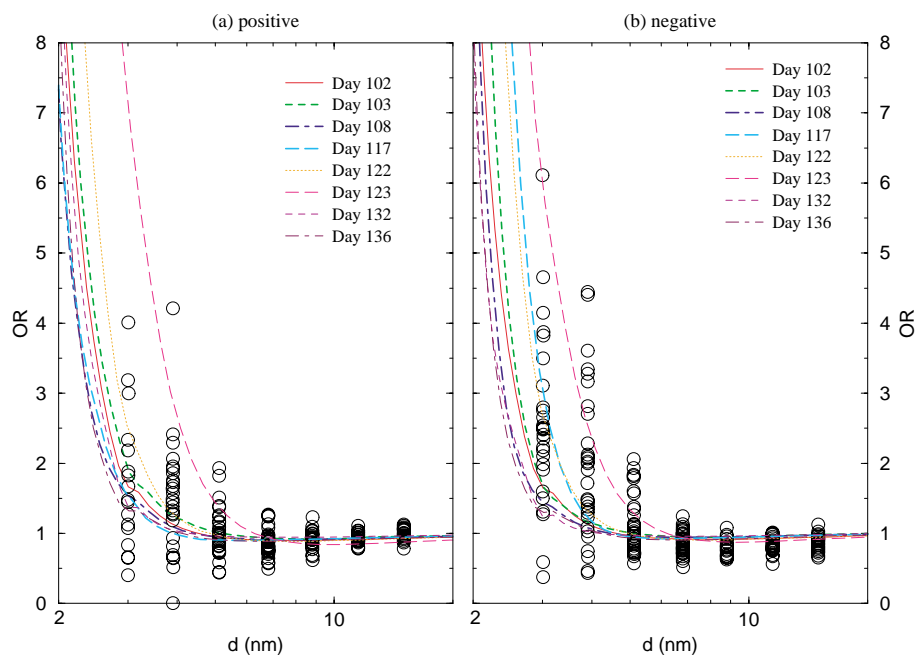 (a) positive
(b) negative
8
7
6
5
4
3
2
1
0
OR
2
10
d (nm)
Day 102
Day 103
Day 108
Day 117
Day 122
Day 123
Day 132
Day 136
2
10
d (nm)
Day 102
Day 103
Day 108
Day 117
Day 122
Day 123
Day 132
Day 136
8
7
6
5
4
3
2
1
0
OR